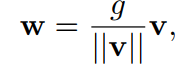 w = g/||v|| v,